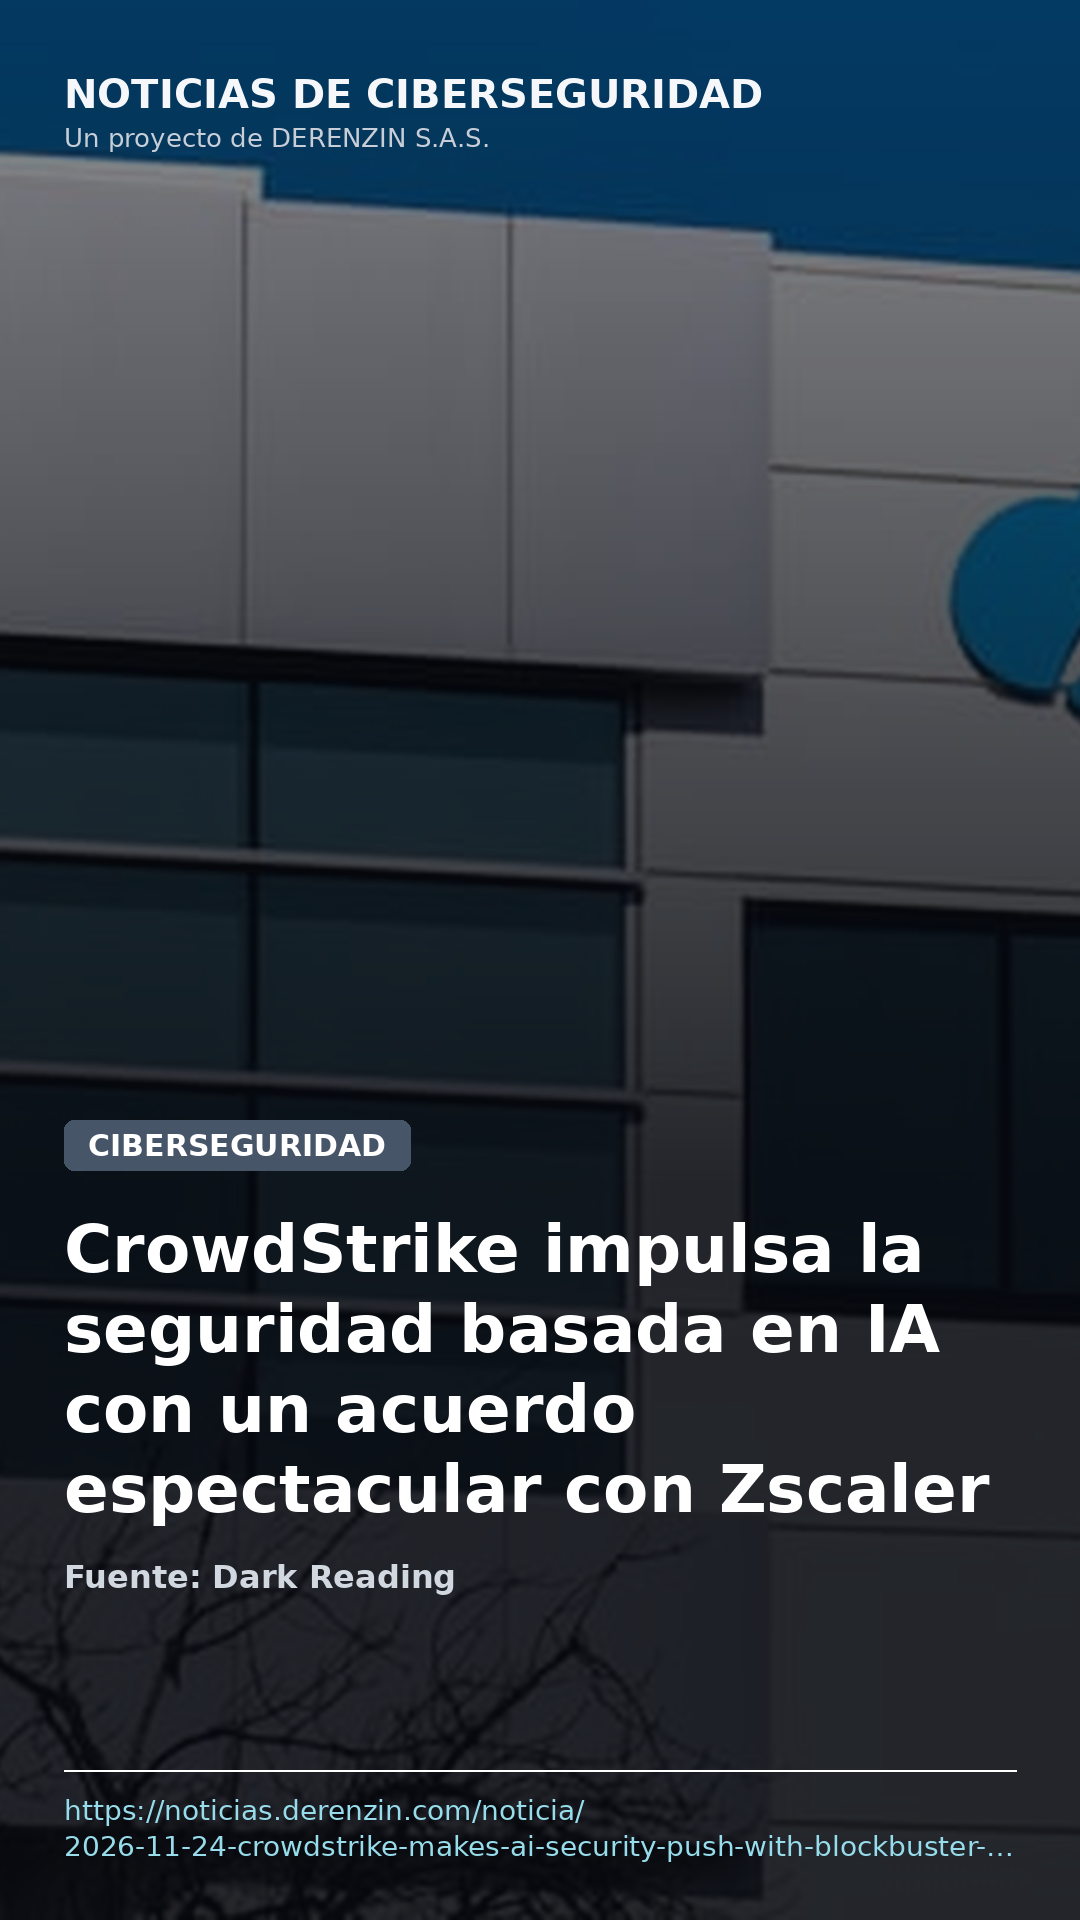 NOTICIAS DE CIBERSEGURIDAD
Un proyecto de DERENZIN S.A.S.
CIBERSEGURIDAD
CrowdStrike impulsa la
seguridad basada en IA
con un acuerdo
espectacular con Zscaler
Fuente: Dark Reading
https://noticias.derenzin.com/noticia/
2026-11-24-crowdstrike-makes-ai-security-push-with-blockbuster-...